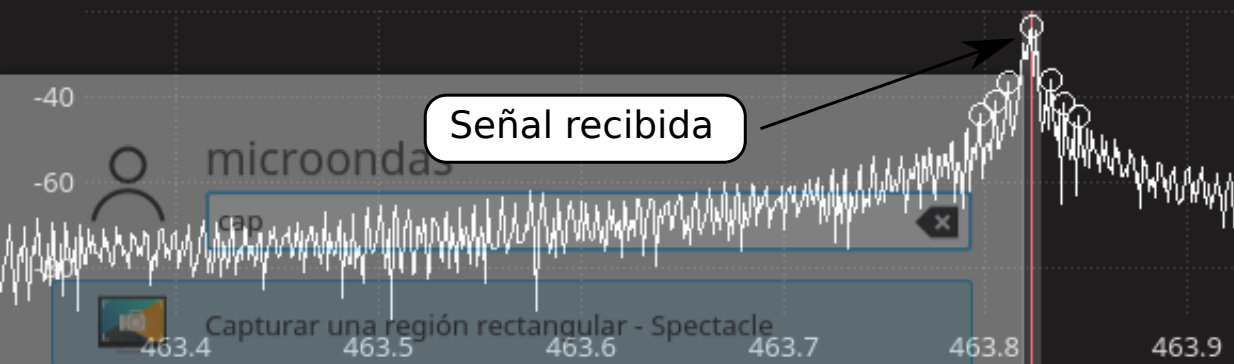 -40
Señal recibida
microondas
-60
cap
-80
Capturar una región rectangular - Spectacle
463.4 463.5 463.6 463.7 463.8 463.9